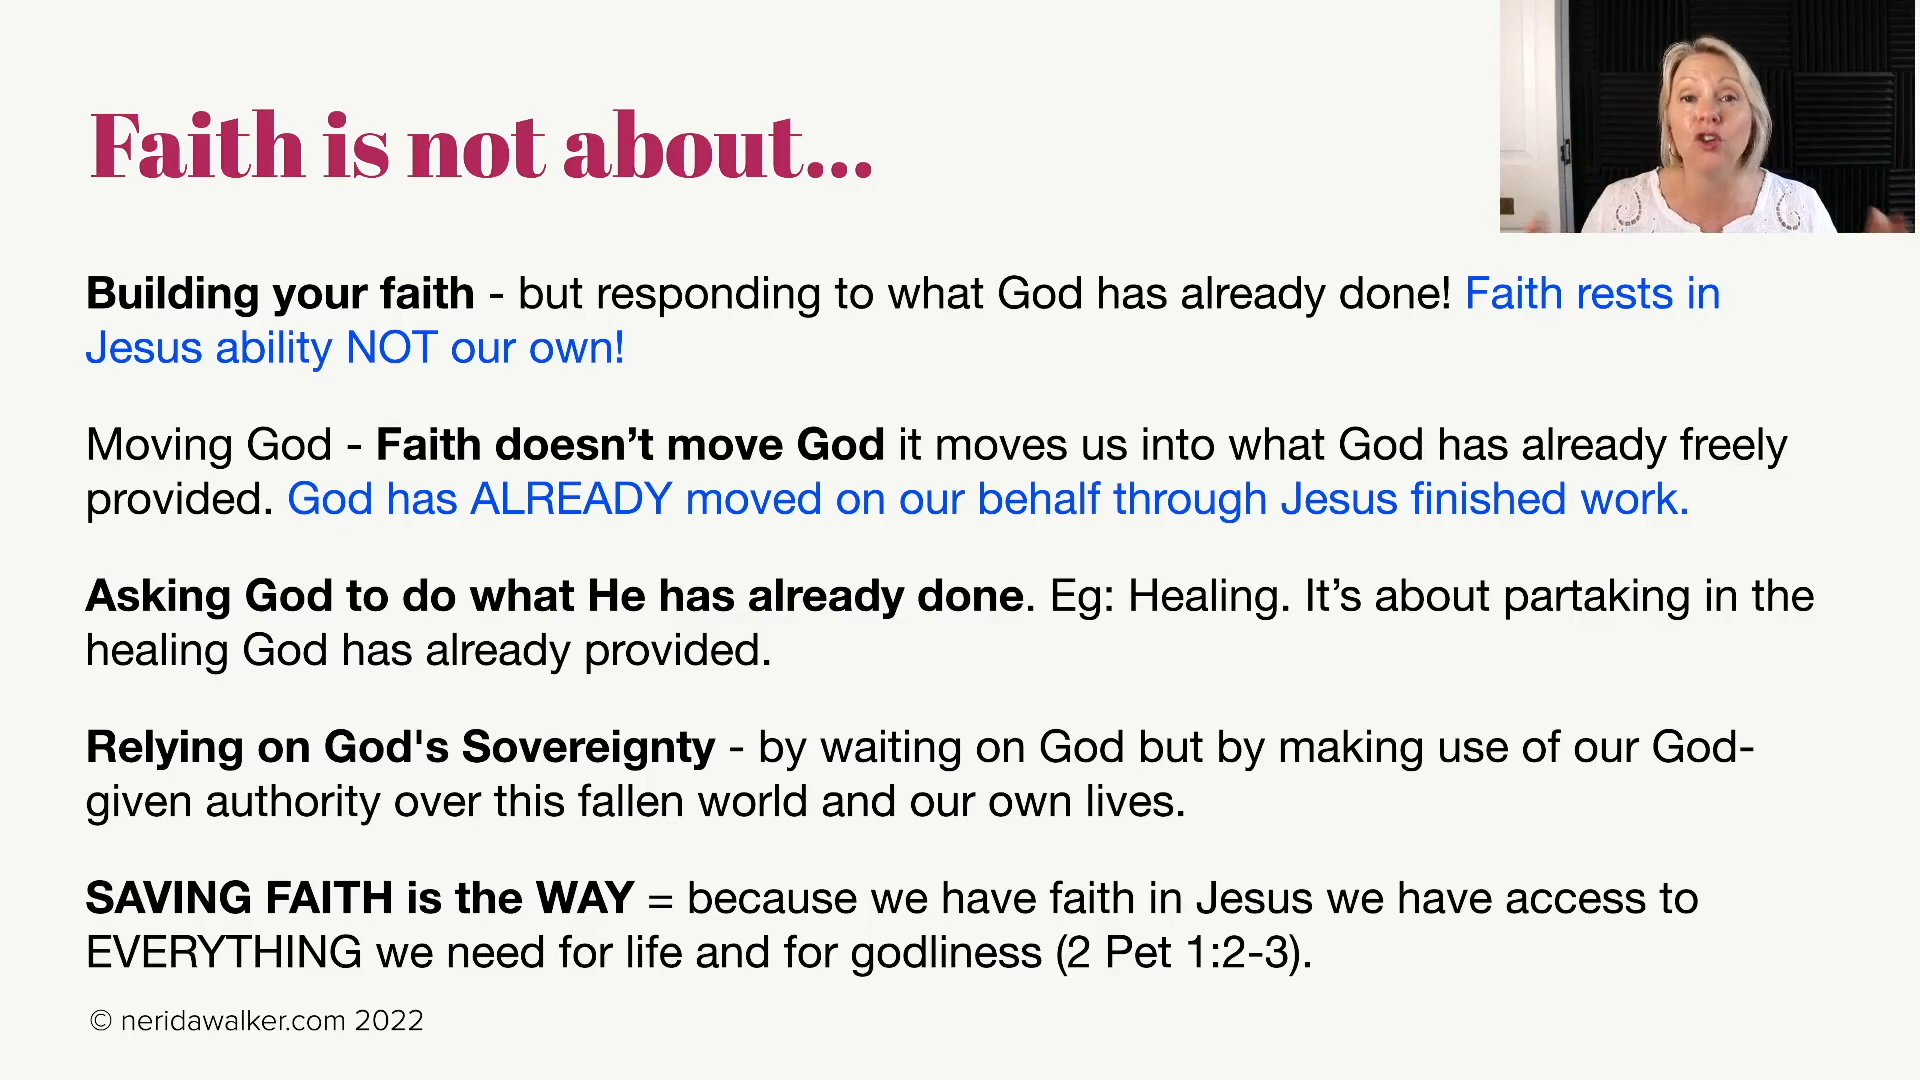 Faith is not about...
Building your faith - but responding to what God has already done! Faith rests in
Jesus ability NOT our own!
Moving God - Faith doesn’t move God it moves us into what God has already freely
provided. God has ALREADY moved on our behalf through Jesus finished work.
Asking God to do what He has already done. Eg: Healing. It’s about partaking in the
healing God has already provided.
Relying on God's Sovereignty - by waiting on God but by making use of our God-
given authority over this fallen world and our own lives.
SAVING FAITH is the WAY = because we have faith in Jesus we have access to
EVERYTHING we need for life and for godliness (2 Pet 1:2-3).
© neridawalker.com 2022